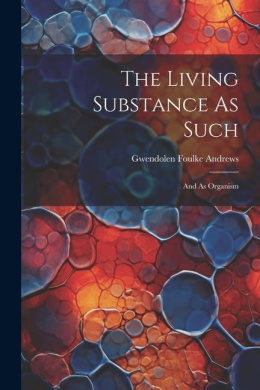 The Living
Substance As
Such
Gwendolen Foulke Andrews
And As Organism